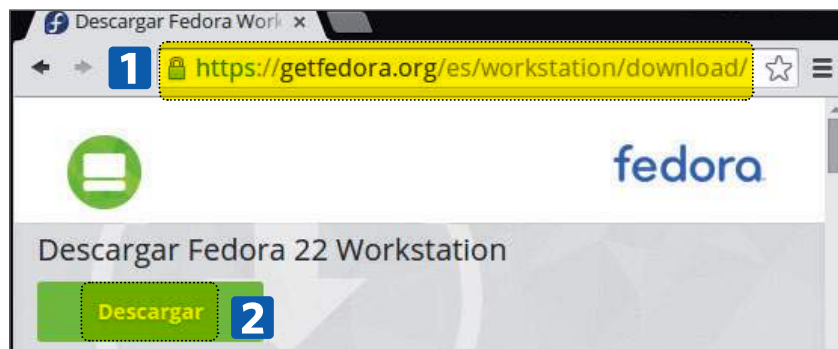 Descargar Fedora Work
1
https://getfedora.org/es/workstation/download/
fedora
Descargar Fedora 22 Workstation
Descargar
2